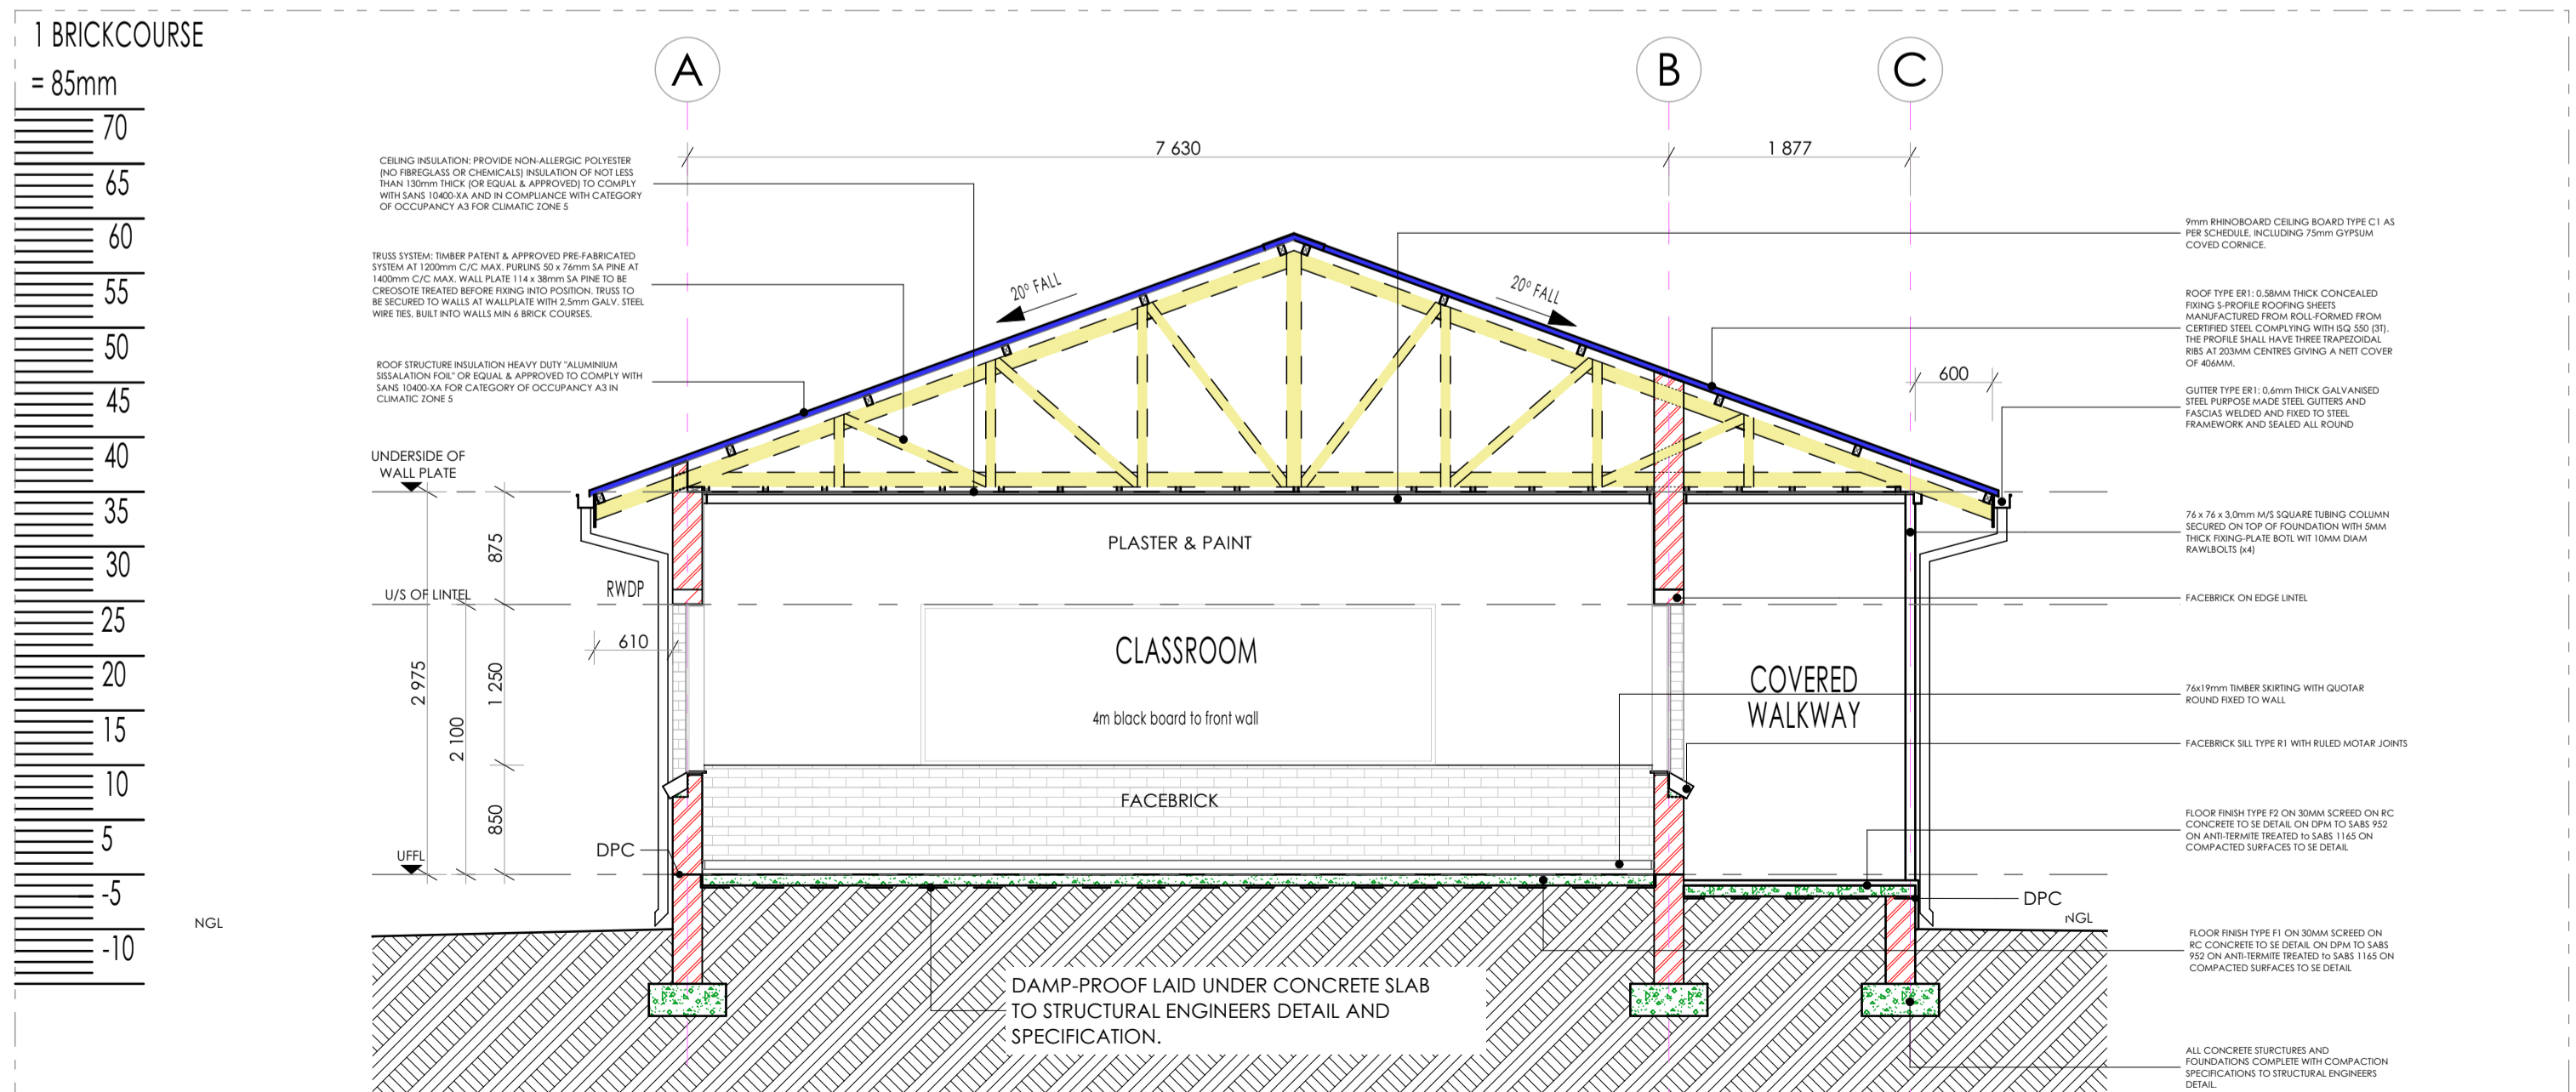 1 BRICKCOURSE
= 85mm
70
65
60
55
50
45
40
35
30
25
20
15
10
5
-5
-10
A
B
C
7 630
1 877
CEILING INSULATION: PROVIDE NON-ALLERGIC POLYESTER
(NO FIBREGLASS OR CHEMICALS) INSULATION OF NOT LESS
THAN 130mm THICK (OR EQUAL & APPROVED) TO COMPLY
WITH SANS 10400-XA AND IN COMPLIANCE WITH CATEGORY
OF OCCUPANCY A3 FOR CLIMATIC ZONE 5
TRUSS SYSTEM: TIMBER PATENT & APPROVED PRE-FABRICATED
SYSTEM AT 1200mm C/C MAX. PURLINS 50 x 76mm SA PINE AT
1400mm C/C MAX. WALL PLATE 114 x 38mm SA PINE TO BE
CREOSOTE TREATED BEFORE FIXING INTO POSITION. TRUSS TO
BE SECURED TO WALLS AT WALLPLATE WITH 2,5mm GALV. STEEL
WIRE TIES, BUILT INTO WALLS MIN 6 BRICK COURSES.
ROOF STRUCTURE INSULATION HEAVY DUTY "ALUMINIUM
SISSALATION FOIL" OR EQUAL & APPROVED TO COMPLY WITH
SANS 10400-XA FOR CATEGORY OF OCCUPANCY A3 IN
CLIMATIC ZONE 5
20° FALL
20° FALL
UNDERSIDE OF
WALL PLATE
U/S OF LINTEL
RWDP
610
2 975
2 100
875
1 250
850
UFFL
DPC
NGL
PLASTER & PAINT
CLASSROOM
4m black board to front wall
FACEBRICK
COVERED
WALKWAY
DAMP-PROOF LAID UNDER CONCRETE SLAB
TO STRUCTURAL ENGINEERS DETAIL AND
SPECIFICATION.
600
DPC
NGL
9mm RHINOBOARD CEILING BOARD TYPE C1 AS
PER SCHEDULE, INCLUDING 75mm GYPSUM
COVED CORNICE.
ROOF TYPE ER1: 0.58MM THICK CONCEALED
FIXING S-PROFILE ROOFING SHEETS
MANUFACTURED FROM ROLL-FORMED FROM
CERTIFIED STEEL COMPLYING WITH ISQ 550 (3T).
THE PROFILE SHALL HAVE THREE TRAPEZOIDAL
RIBS AT 203MM CENTRES GIVING A NETT COVER
OF 406MM.
GUTTER TYPE ER1: 0,6mm THICK GALVANISED
STEEL PURPOSE MADE STEEL GUTTERS AND
FASCIAS WELDED AND FIXED TO STEEL
FRAMEWORK AND SEALED ALL ROUND
76 x 76 x 3,0mm M/S SQUARE TUBING COLUMN
SECURED ON TOP OF FOUNDATION WITH 5MM
THICK FIXING-PLATE BOTL WIT 10MM DIAM
RAWLBOLTS (x4)
FACEBRICK ON EDGE LINTEL
76x19mm TIMBER SKIRTING WITH QUOTAR
ROUND FIXED TO WALL
FACEBRICK SILL TYPE R1 WITH RULED MOTAR JOINTS
FLOOR FINISH TYPE F2 ON 30MM SCREED ON RC
CONCRETE TO SE DETAIL ON DPM TO SABS 952
ON ANTI-TERMITE TREATED to SABS 1165 ON
COMPACTED SURFACES TO SE DETAIL
FLOOR FINISH TYPE F1 ON 30MM SCREED ON
RC CONCRETE TO SE DETAIL ON DPM TO SABS
952 ON ANTI-TERMITE TREATED to SABS 1165 ON
COMPACTED SURFACES TO SE DETAIL
ALL CONCRETE STURCTURES AND
FOUNDATIONS COMPLETE WITH COMPACTION
SPECIFICATIONS TO STRUCTURAL ENGINEERS
DETAIL.